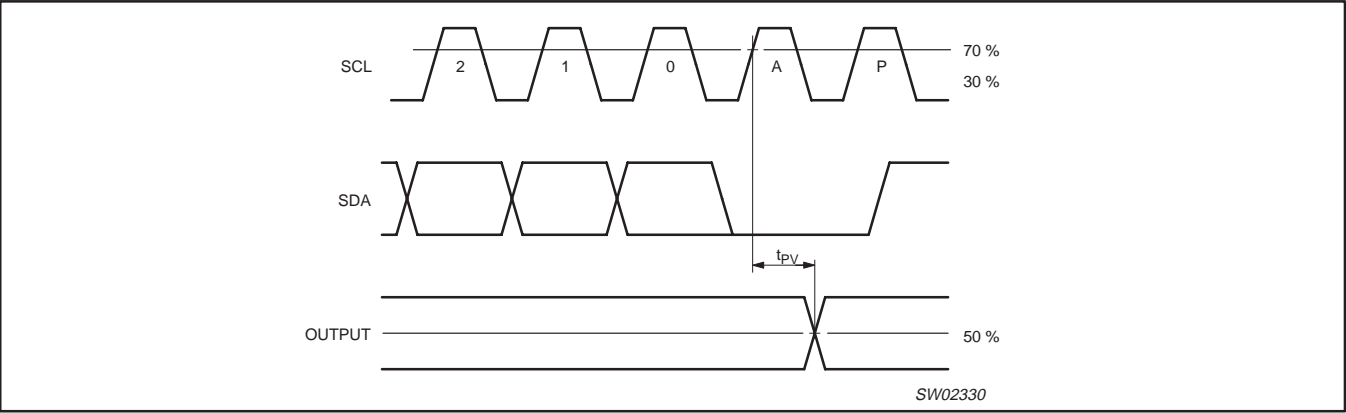 SCL
2 1 0 A P
70 %
30 %
SDA
tPV
OUTPUT
50 %
SW02330